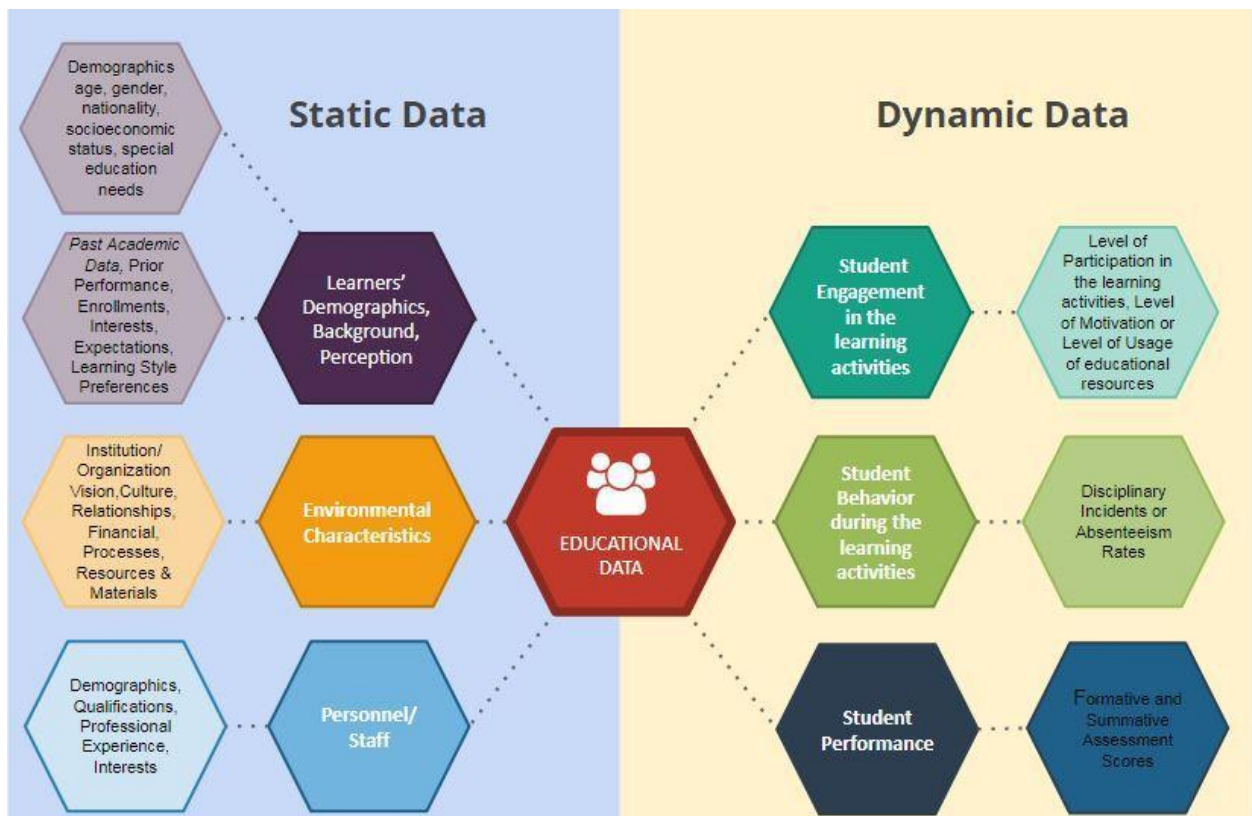 Static Data
Demographics
age, gender,
nationality,
socioeconomic
status, special
education
needs
Past Academic
Data, Prior
Performance,
Enrollments,
Interests,
Expectations,
Learning Style
Preferences
Learners’
Demographics,
Background,
Perception
Institution/
Organization
Vision,Culture,
Relationships,
Financial,
Processes,
Resources &
Materials
Environmental
Characteristics
Demographics,
Qualifications,
Professional
Experience,
Interests
Personnel/
Staff
EDUCATIONAL
DATA
Dynamic Data
Student
Engagement
in the
learning
activities
Level of
Participation in
the learning
activities, Level
of Motivation or
Level of Usage
of educational
resources
Student
Behavior
during the
learning
activities
Disciplinary
Incidents or
Absenteeism
Rates
Student
Performance
Formative and
Summative
Assessment
Scores